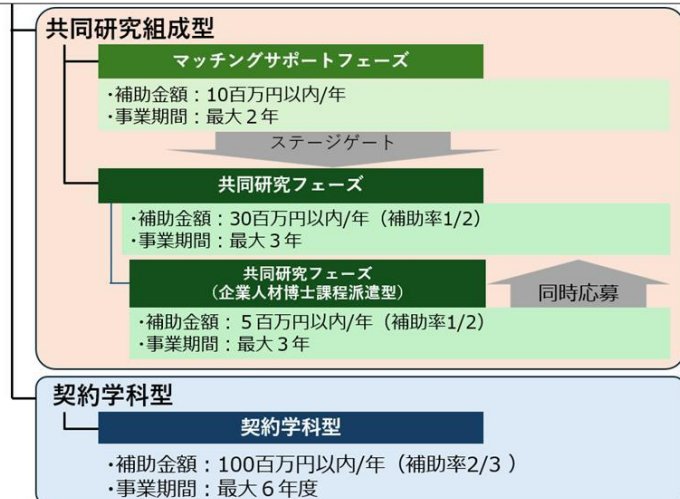 共同研究組成型
マッチングサポートフェーズ
・補助金額：10百万円以内/年
・事業期間：最大2年
ステージゲート
共同研究フェーズ
・補助金額：30百万円以内/年（補助率1/2）
・事業期間：最大3年
共同研究フェーズ
（企業人材博士課程派遣型）
同時応募
・補助金額：５百万円以内/年（補助率1/2）
・事業期間：最大3年
契約学科型
契約学科型
・補助金額：100百万円以内/年（補助率2/3 ）
・事業期間：最大６年度